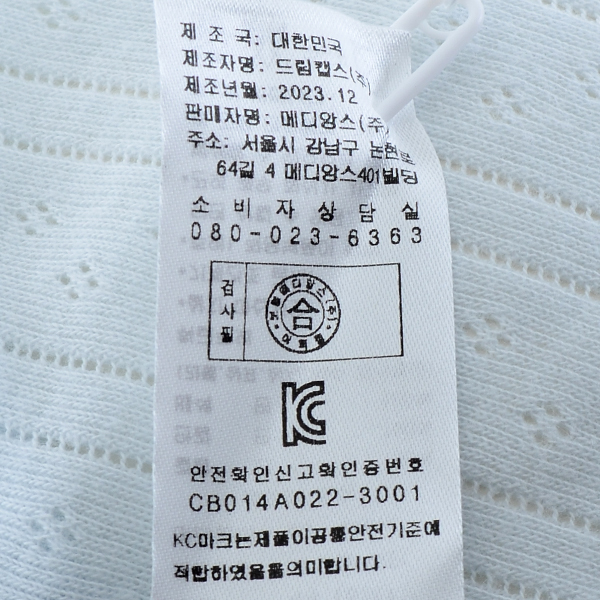 제 조 국: 대한민국
제조자명: 드림캡스(주)
제조년월: 2023.12
판매자명: 메디앙스(주)
주소: 서울시 강남구 논현로
64길 4 메디앙스401빌딩
소 비 자 상 담 실
080-023-6363
검사필
合
KC
안전확인신고확인증번호
CB014A022-3001
KC마크는제품이공통안전기준에
적합하였음을의미합니다.